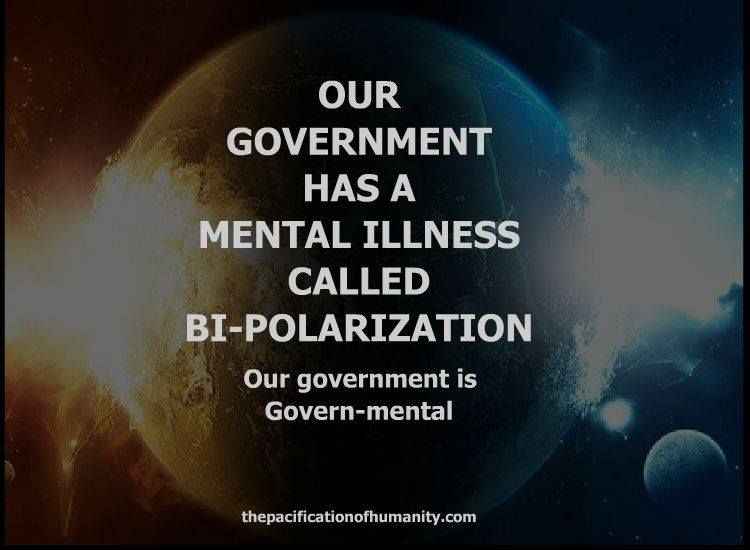 OUR
GOVERNMENT
HAS A
MENTAL ILLNESS
CALLED
BI-POLARIZATION
Our government is
Govern-mental
thepacificationofhumanity.com